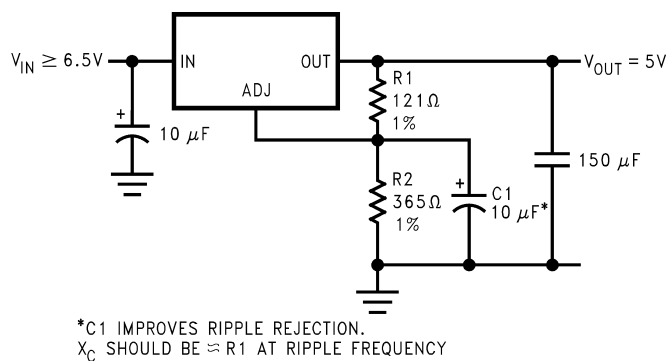 V_IN ≥ 6.5V
IN
OUT
ADJ
V_OUT = 5V
+
10 μF
R1
121Ω
1%
R2
365Ω
1%
+
C1
10 μF*
150 μF
*C1 IMPROVES RIPPLE REJECTION.
X_C SHOULD BE ≈ R1 AT RIPPLE FREQUENCY